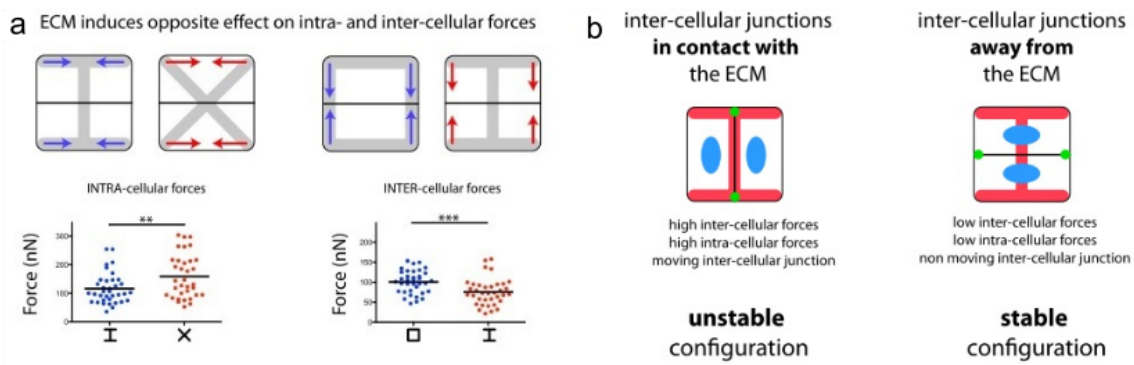 a ECM induces opposite effect on intra- and inter-cellular forces
INTRA-cellular forces
**
Force (nN)
300
200
100
0
INTER-cellular forces
***
Force (nN)
200
150
100
50
0
b
inter-cellular junctions
in contact with
the ECM
high inter-cellular forces
high intra-cellular forces
moving inter-cellular junction
unstable
configuration
inter-cellular junctions
away from
the ECM
low inter-cellular forces
low intra-cellular forces
non moving inter-cellular junction
stable
configuration